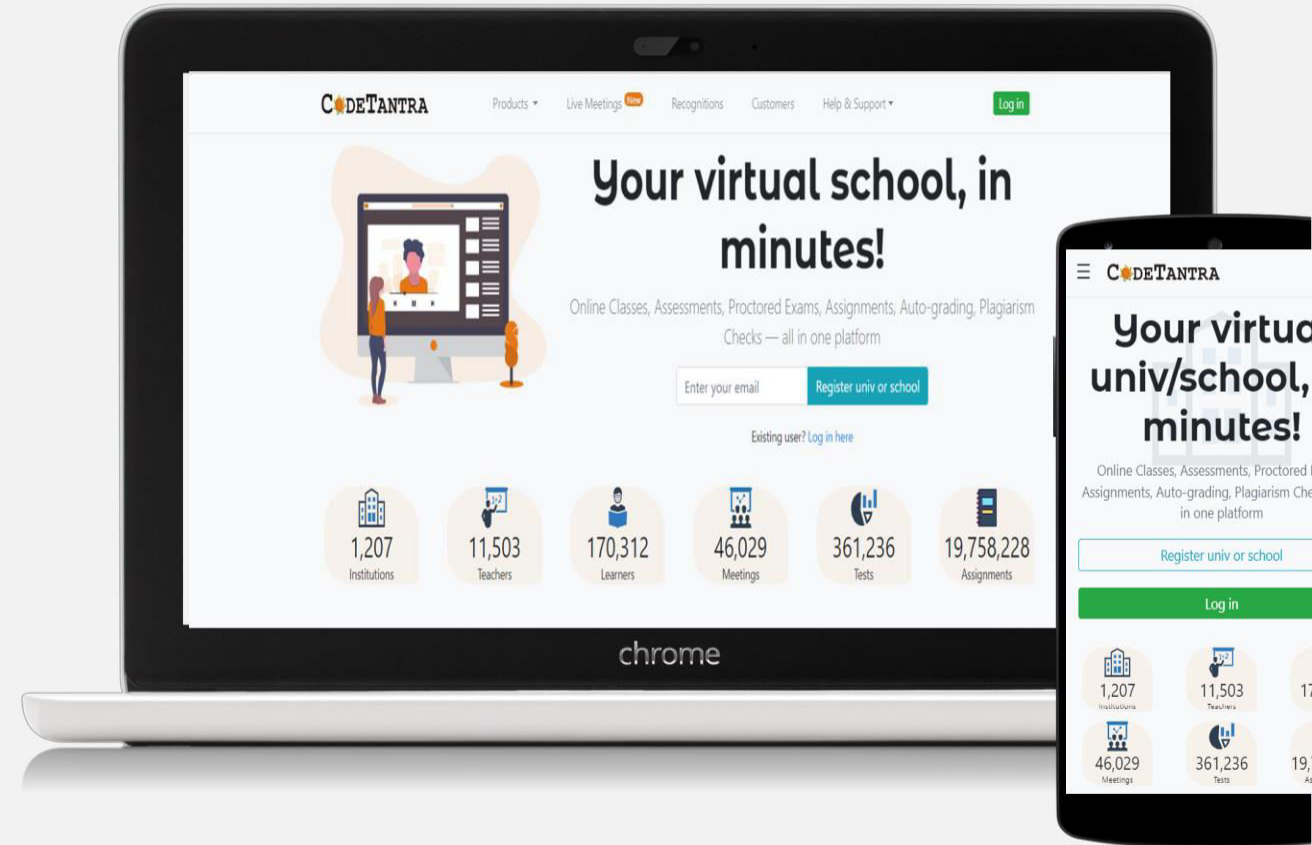 CODETANTRA
Products Live Meetings New Recognitions Customers Help & Support Log in
Your virtual school, in
minutes!
Online Classes, Assessments, Proctored Exams, Assignments, Auto-grading, Plagiarism
Checks — all in one platform
Enter your email Register univ or school
Existing user? Log in here
1,207 11,503 170,312 46,029 361,236 19,758,228
Institutions Teachers Learners Meetings Tests Assignments
chrome
CODETANTRA
Your virtua
univ/school,
minutes!
Online Classes, Assessments, Proctored
Assignments, Auto-grading, Plagiarism Che
in one platform
Register univ or school
Log in
1,207 11,503 17
Institutions Teachers
46,029 361,236 19,
Meetings Tests As